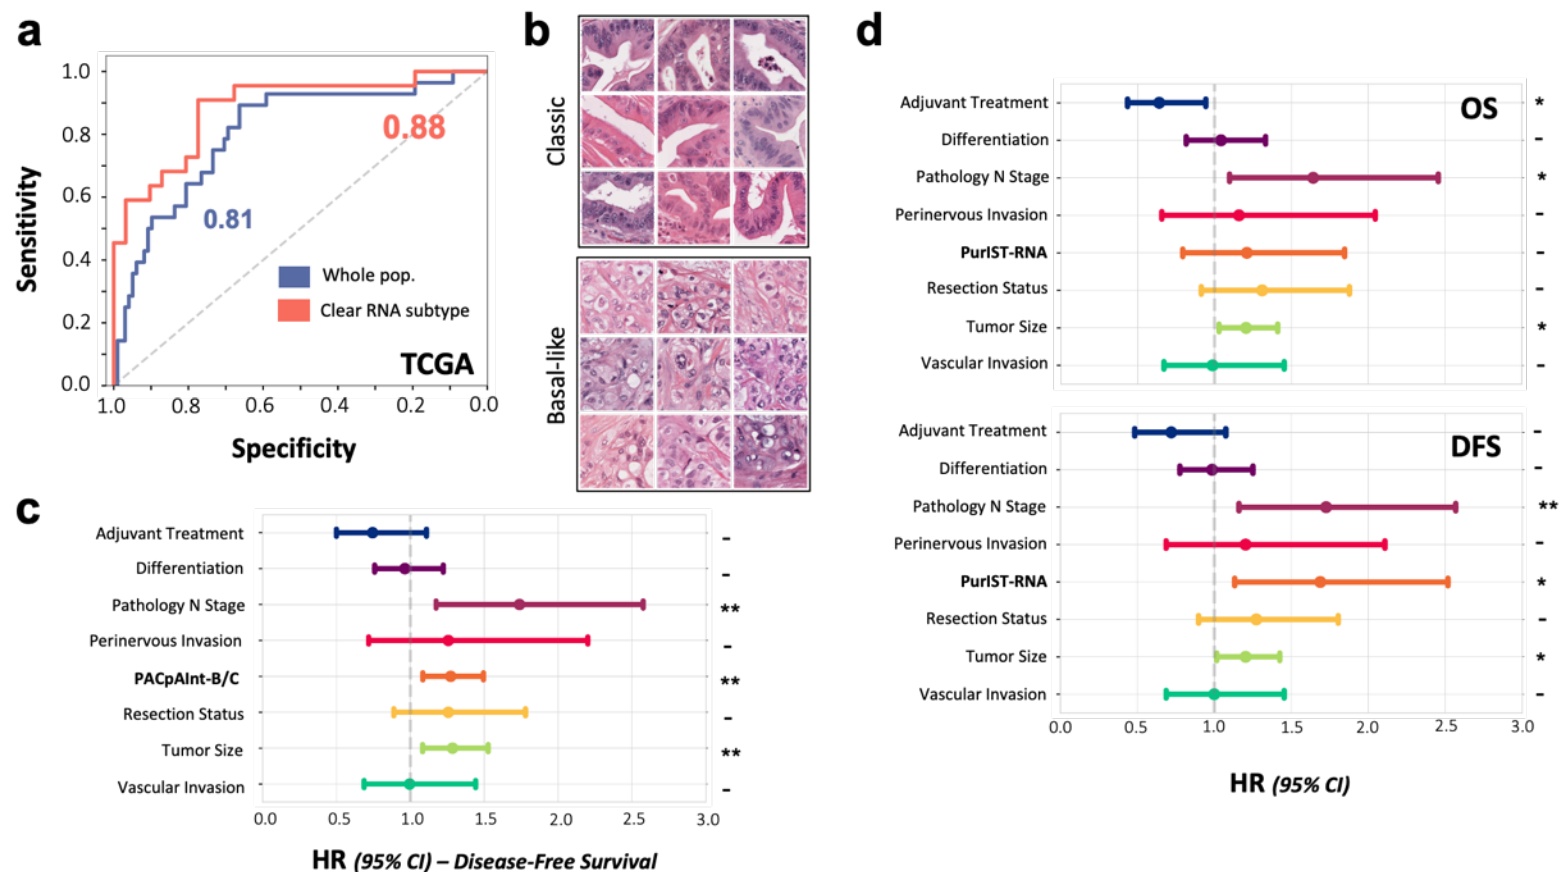 a
1.0
0.8
0.6
0.4
0.2
0.0
Sensitivity
0.88
0.81
Whole pop.
Clear RNA subtype
TCGA
1.0 0.8 0.6 0.4 0.2 0.0
Specificity
b
Classic
Basal-like
c
Adjuvant Treatment -
Differentiation -
Pathology N Stage **
Perinervous Invasion -
PACpAInt-B/C **
Resection Status -
Tumor Size **
Vascular Invasion -
0.0 0.5 1.0 1.5 2.0 2.5 3.0
HR (95% CI) – Disease-Free Survival
d
OS
Adjuvant Treatment *
Differentiation -
Pathology N Stage *
Perinervous Invasion -
PurIST-RNA -
Resection Status -
Tumor Size *
Vascular Invasion -
DFS
Adjuvant Treatment -
Differentiation -
Pathology N Stage **
Perinervous Invasion -
PurIST-RNA *
Resection Status -
Tumor Size *
Vascular Invasion -
0.0 0.5 1.0 1.5 2.0 2.5 3.0
HR (95% CI)